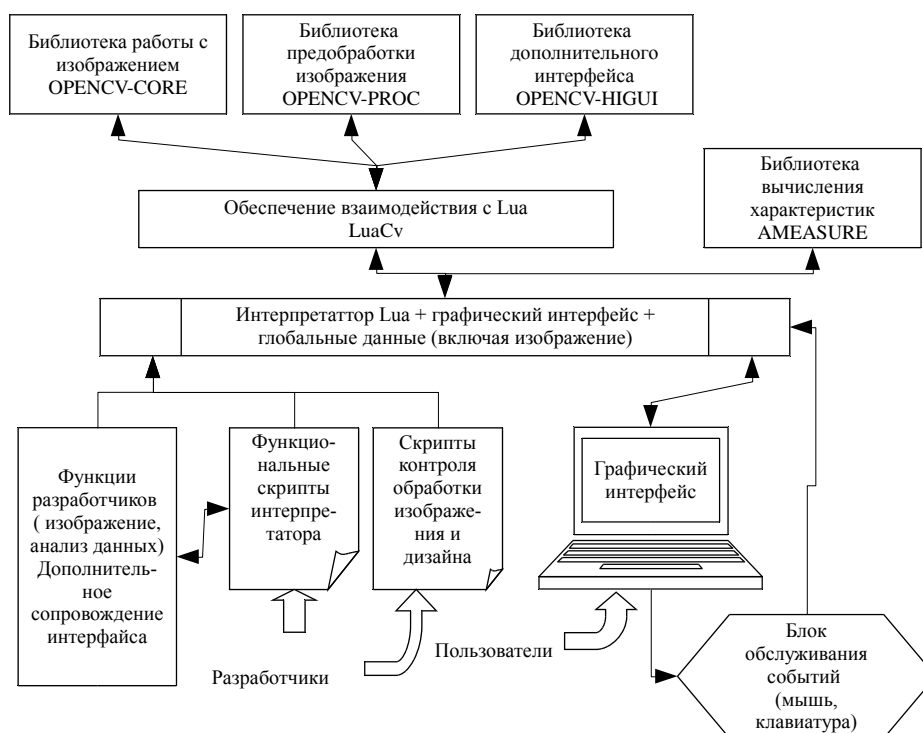 Библиотека работы с
изображением
OPENCV-CORE
Библиотека
предобработки
изображения
OPENCV-PROC
Библиотека
дополнительного
интерфейса
OPENCV-HIGUI
Обеспечение взаимодействия с Lua
LuaCv
Библиотека
вычисления
характеристик
AMEASURE
Интерпретаттор Lua + графический интерфейс +
глобальные данные (включая изображение)
Функции
разработчиков
( изображение,
анализ данных)
Дополнитель-
ное
сопровождение
интерфайса
Функцио-
нальные
скрипты
интерпре-
татора
Скрипты
контроля
обработки
изображе-
ния и
дизайна
Графический
интерфейс
Разработчики
Пользователи
Блок
обслуживания
событий
(мышь,
клавиатура)